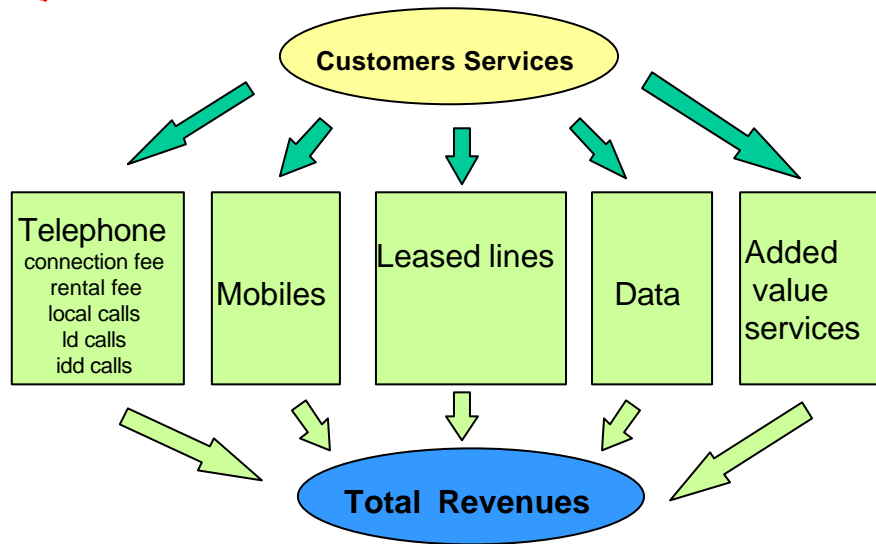 Customers Services
Telephone
connection fee
rental fee
local calls
ld calls
idd calls
Mobiles
Leased lines
Data
Added
value
services
Total Revenues